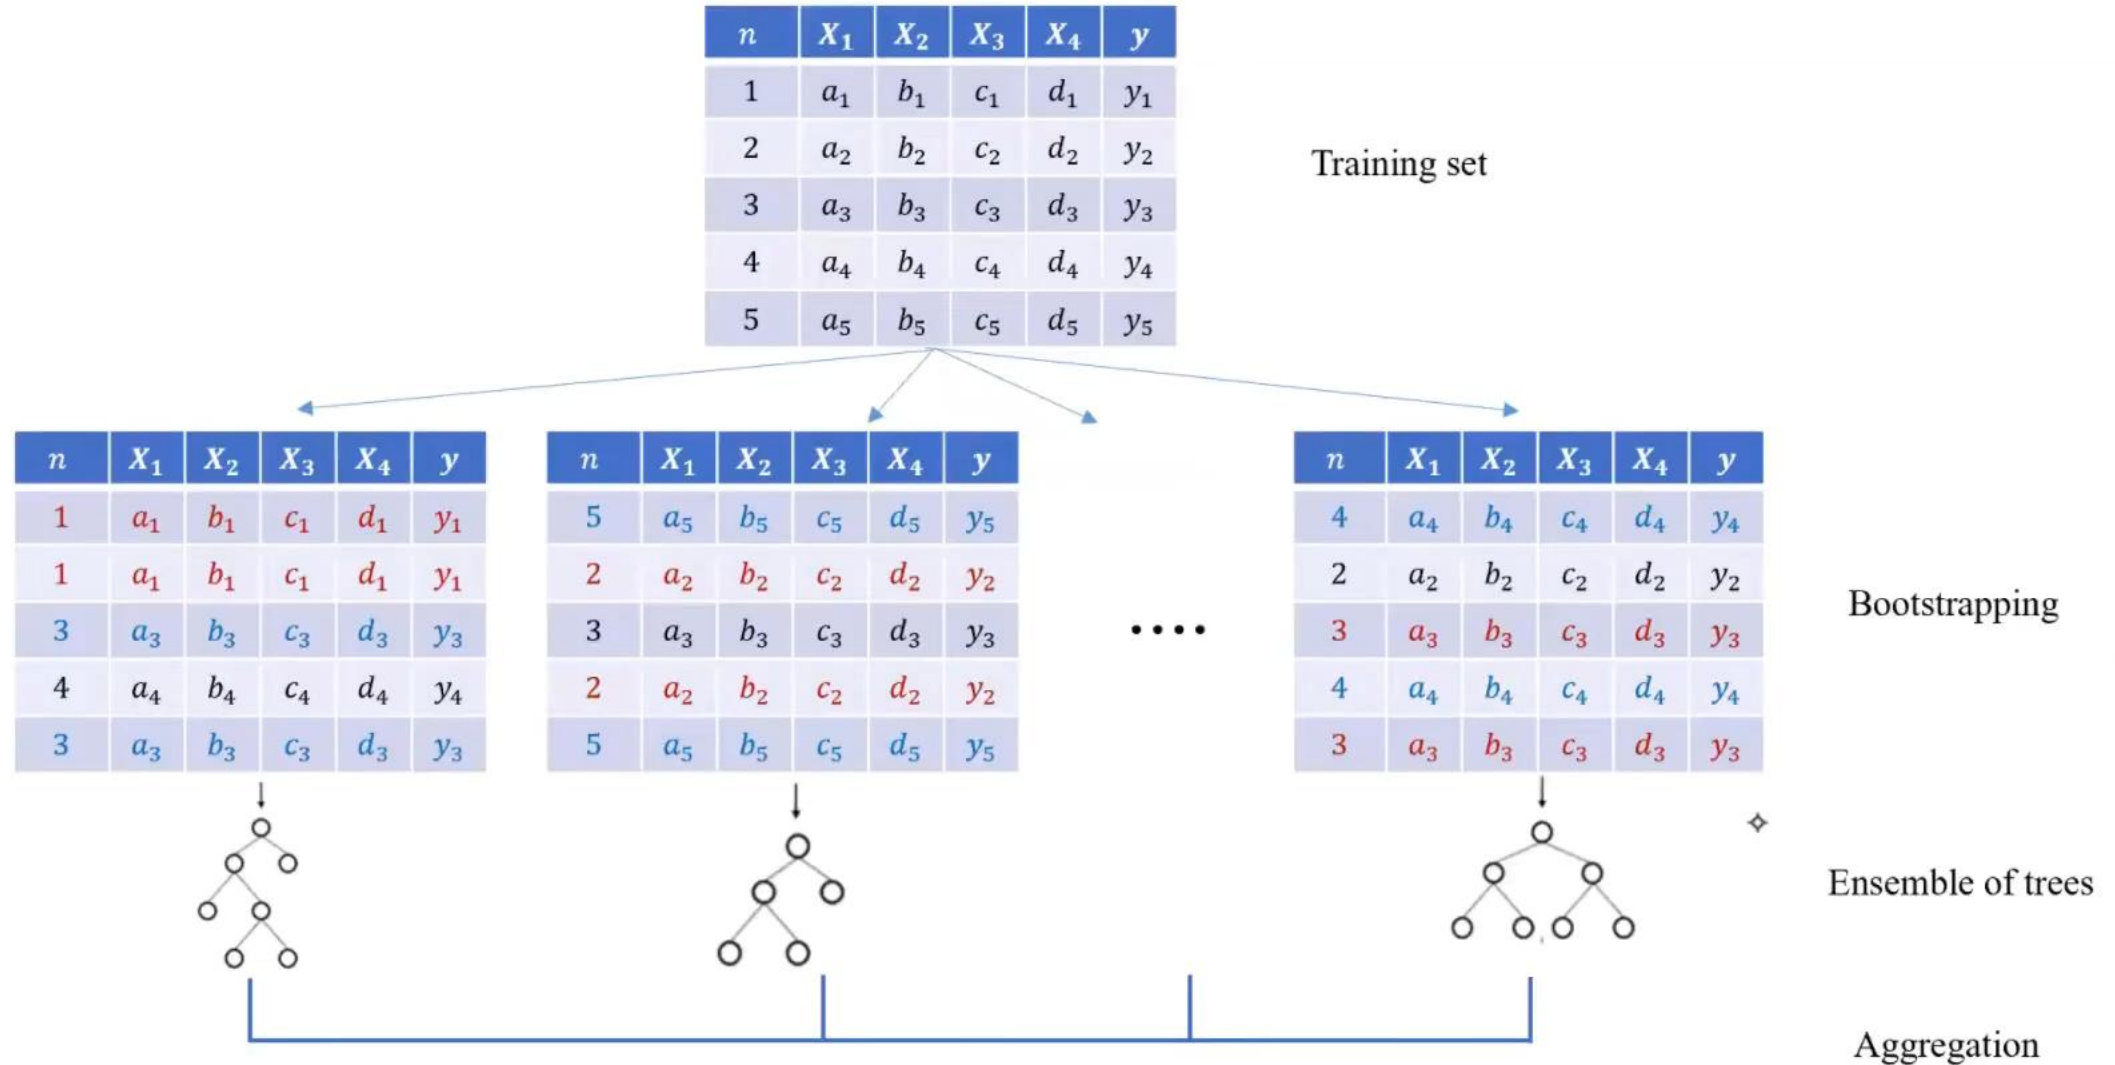 n X₁ X₂ X₃ X₄ y
1 a₁ b₁ c₁ d₁ y₁
2 a₂ b₂ c₂ d₂ y₂
3 a₃ b₃ c₃ d₃ y₃
4 a₄ b₄ c₄ d₄ y₄
5 a₅ b₅ c₅ d₅ y₅
Training set
n X₁ X₂ X₃ X₄ y
1 a₁ b₁ c₁ d₁ y₁
1 a₁ b₁ c₁ d₁ y₁
3 a₃ b₃ c₃ d₃ y₃
4 a₄ b₄ c₄ d₄ y₄
3 a₃ b₃ c₃ d₃ y₃
n X₁ X₂ X₃ X₄ y
5 a₅ b₅ c₅ d₅ y₅
2 a₂ b₂ c₂ d₂ y₂
3 a₃ b₃ c₃ d₃ y₃
2 a₂ b₂ c₂ d₂ y₂
5 a₅ b₅ c₅ d₅ y₅
....
n X₁ X₂ X₃ X₄ y
4 a₄ b₄ c₄ d₄ y₄
2 a₂ b₂ c₂ d₂ y₂
3 a₃ b₃ c₃ d₃ y₃
4 a₄ b₄ c₄ d₄ y₄
3 a₃ b₃ c₃ d₃ y₃
Bootstrapping
Ensemble of trees
Aggregation